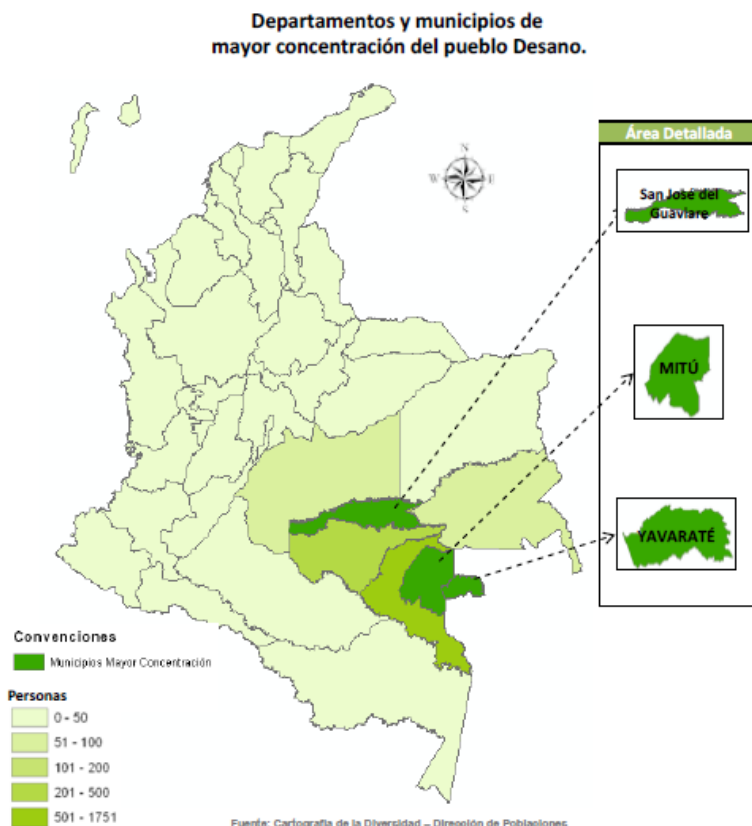 Departamentos y municipios de
mayor concentración del pueblo Desano.
N
W
E
S
Área Detallada
San José del
Guaviare
MITÚ
YAVARATÉ
Convenciones
Municipios Mayor Concentración
Personas
0 - 50
51 - 100
101 - 200
201 - 500
501 - 1751
Fuente: Cartografía de la Diversidad – Dirección de Poblaciones